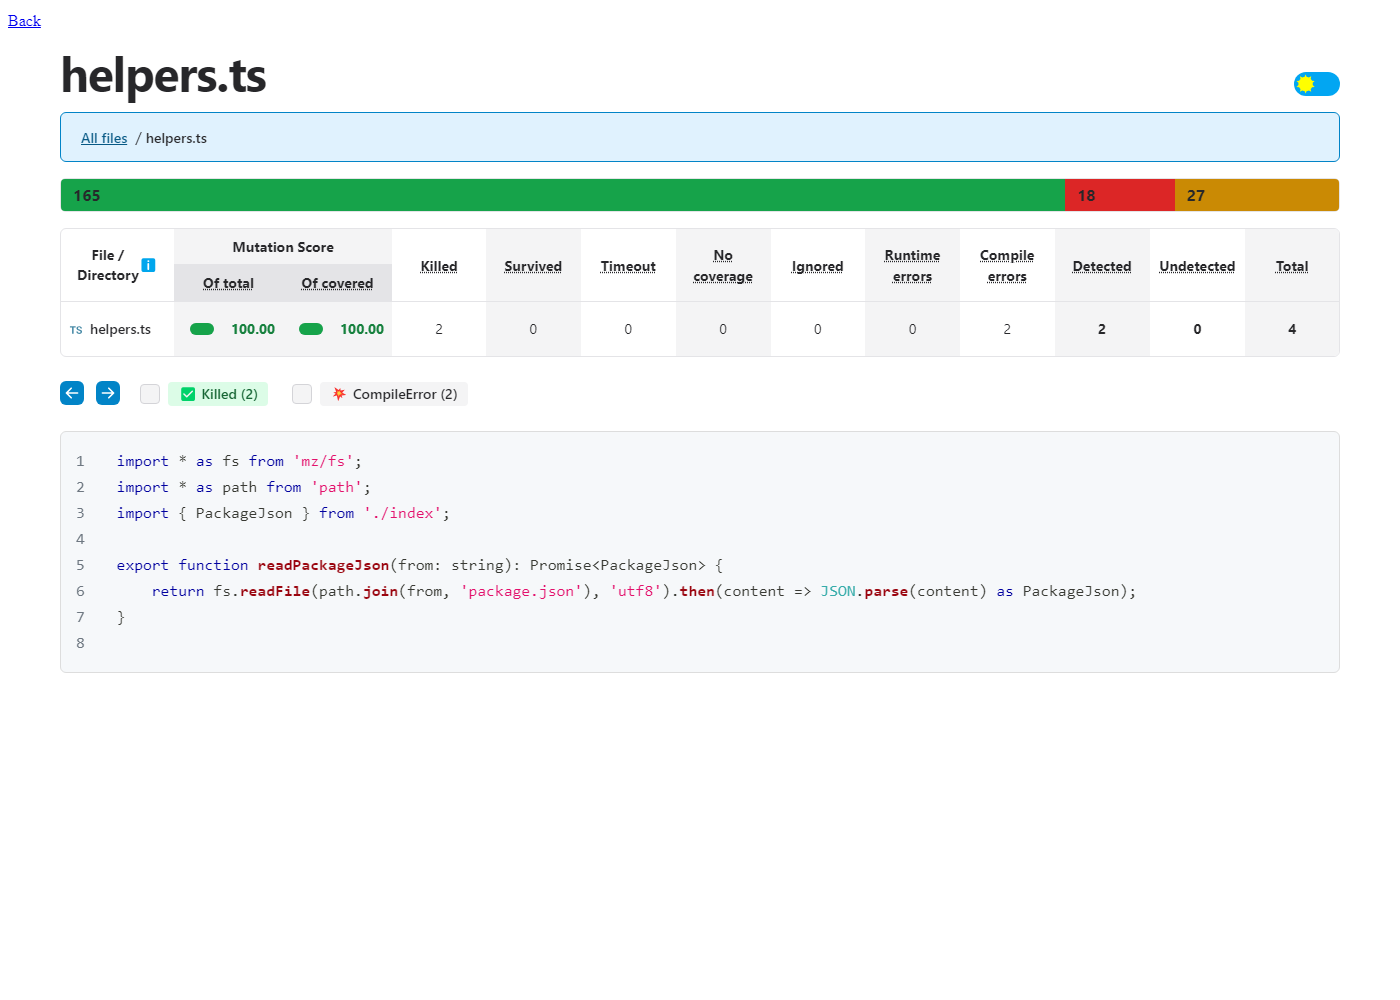 Back
helpers.ts
All files / helpers.ts
165 18 27
File / Directory Mutation Score Killed Survived Timeout No coverage Ignored Runtime errors Compile errors Detected Undetected Total
Of total Of covered
TS helpers.ts 100.00 100.00 2 0 0 0 0 0 2 2 0 4
Killed (2) CompileError (2)
1 import * as fs from 'mz/fs';
2 import * as path from 'path';
3 import { PackageJson } from './index';
4
5 export function readPackageJson(from: string): Promise<PackageJson> {
6 return fs.readFile(path.join(from, 'package.json'), 'utf8').then(content => JSON.parse(content) as PackageJson);
7 }
8